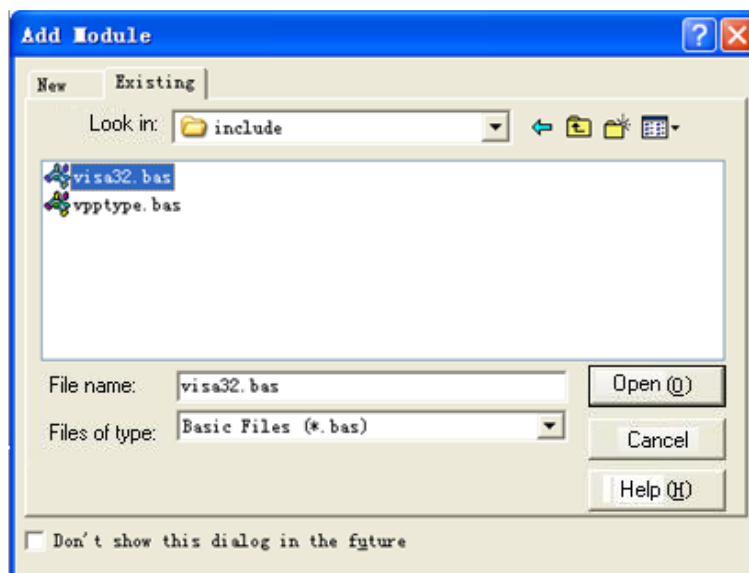 Add Module
New Existing
Look in: include
visa32.bas
vpptype.bas
File name: visa32.bas Open (O)
Files of type: Basic Files (*.bas)
Cancel
Help (H)
Don't show this dialog in the future